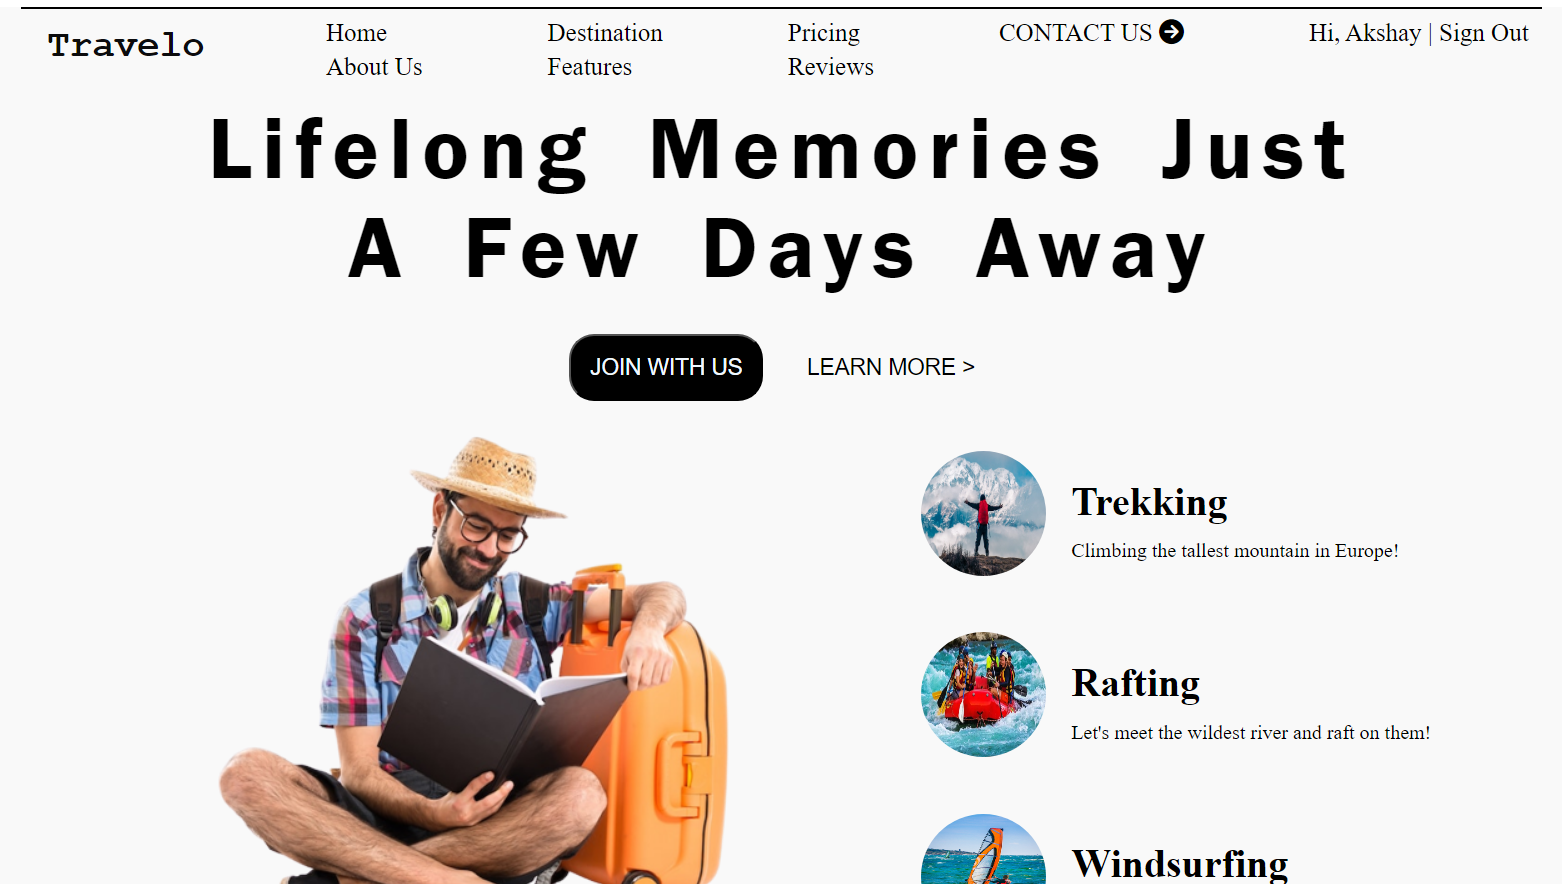 Travelo
Home
About Us
Destination
Features
Pricing
Reviews
CONTACT US
Hi, Akshay | Sign Out
Lifelong Memories Just
A Few Days Away
JOIN WITH US
LEARN MORE >
Trekking
Climbing the tallest mountain in Europe!
Rafting
Let's meet the wildest river and raft on them!
Windsurfing